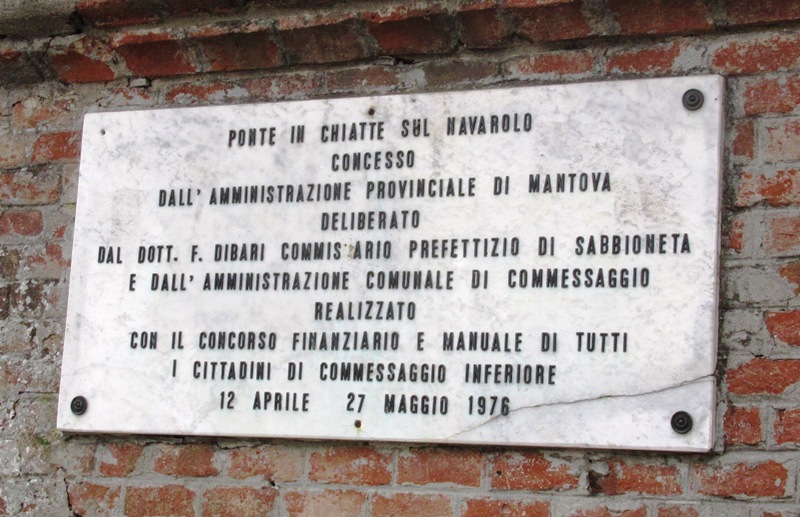 PONTE IN CHIATTE SUL NAVAROLO
CONCESSO
DALL'AMMINISTRAZIONE PROVINCIALE DI MANTOVA
DELIBERATO
DAL DOTT. F. DIBARI COMMISSARIO PREFETTIZIO DI SABBIONETA
E DALL'AMMINISTRAZIONE COMUNALE DI COMMESSAGGIO
REALIZZATO
CON IL CONCORSO FINANZIARIO E MANUALE DI TUTTI
I CITTADINI DI COMMESSAGGIO INFERIORE
12 APRILE 27 MAGGIO 1976